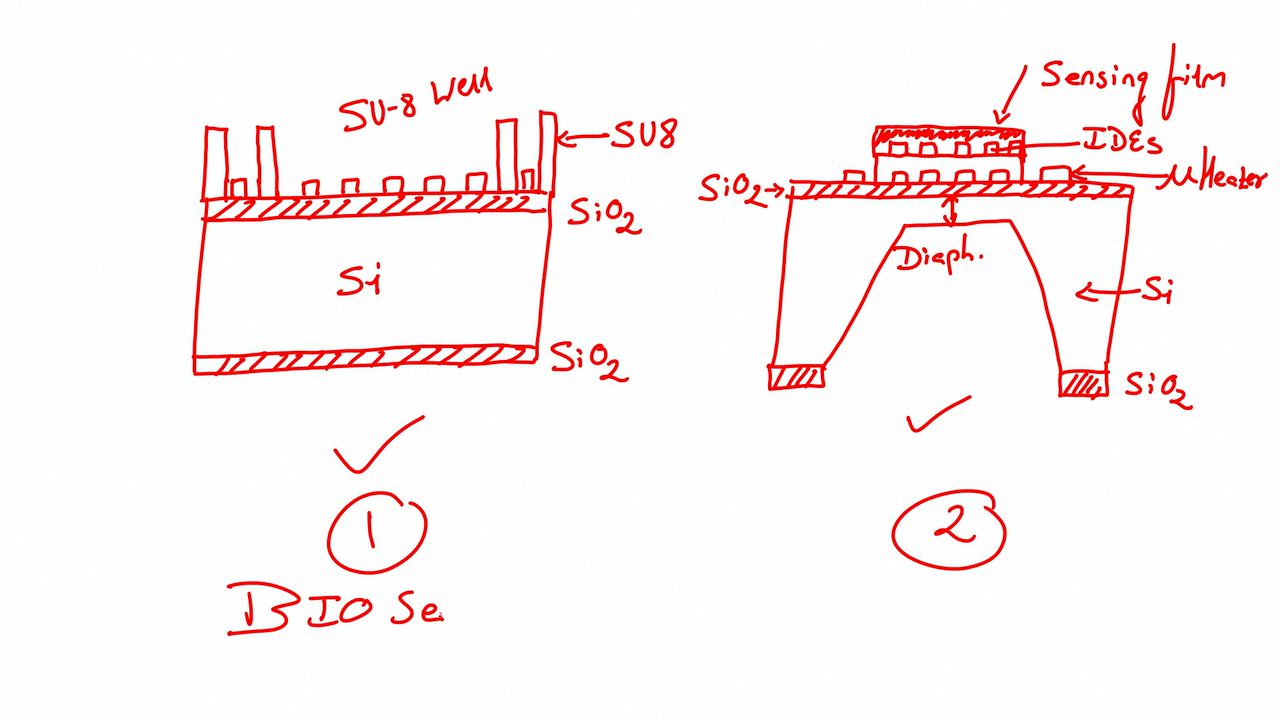 SU-8 Well
SU8
SiO2
Si
SiO2
1
BIO Se
Sensing film
IDEs
μHeater
SiO2
Diaph.
Si
SiO2
2